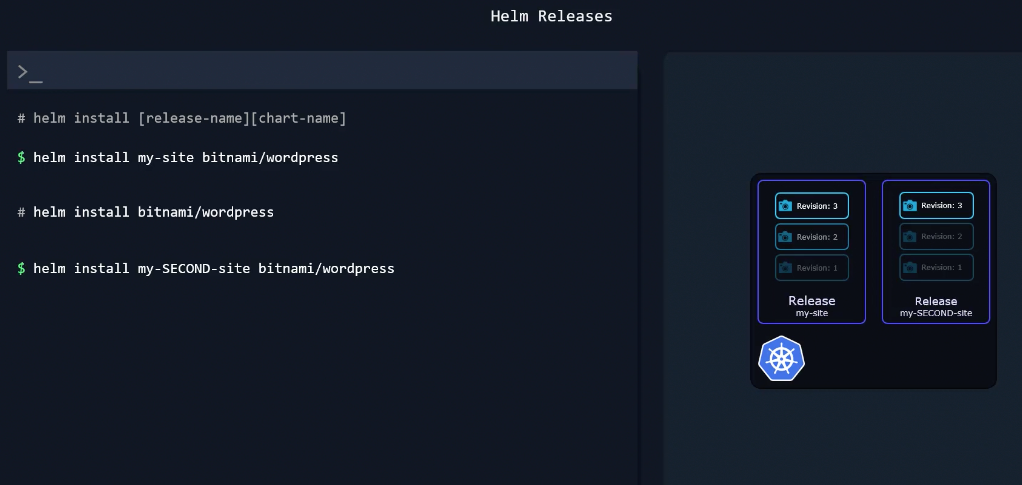 Helm Releases
>_
# helm install [release-name][chart-name]
$ helm install my-site bitnami/wordpress
# helm install bitnami/wordpress
$ helm install my-SECOND-site bitnami/wordpress
Revision: 3
Revision: 2
Revision: 1
Release
my-site
Revision: 3
Revision: 2
Revision: 1
Release
my-SECOND-site